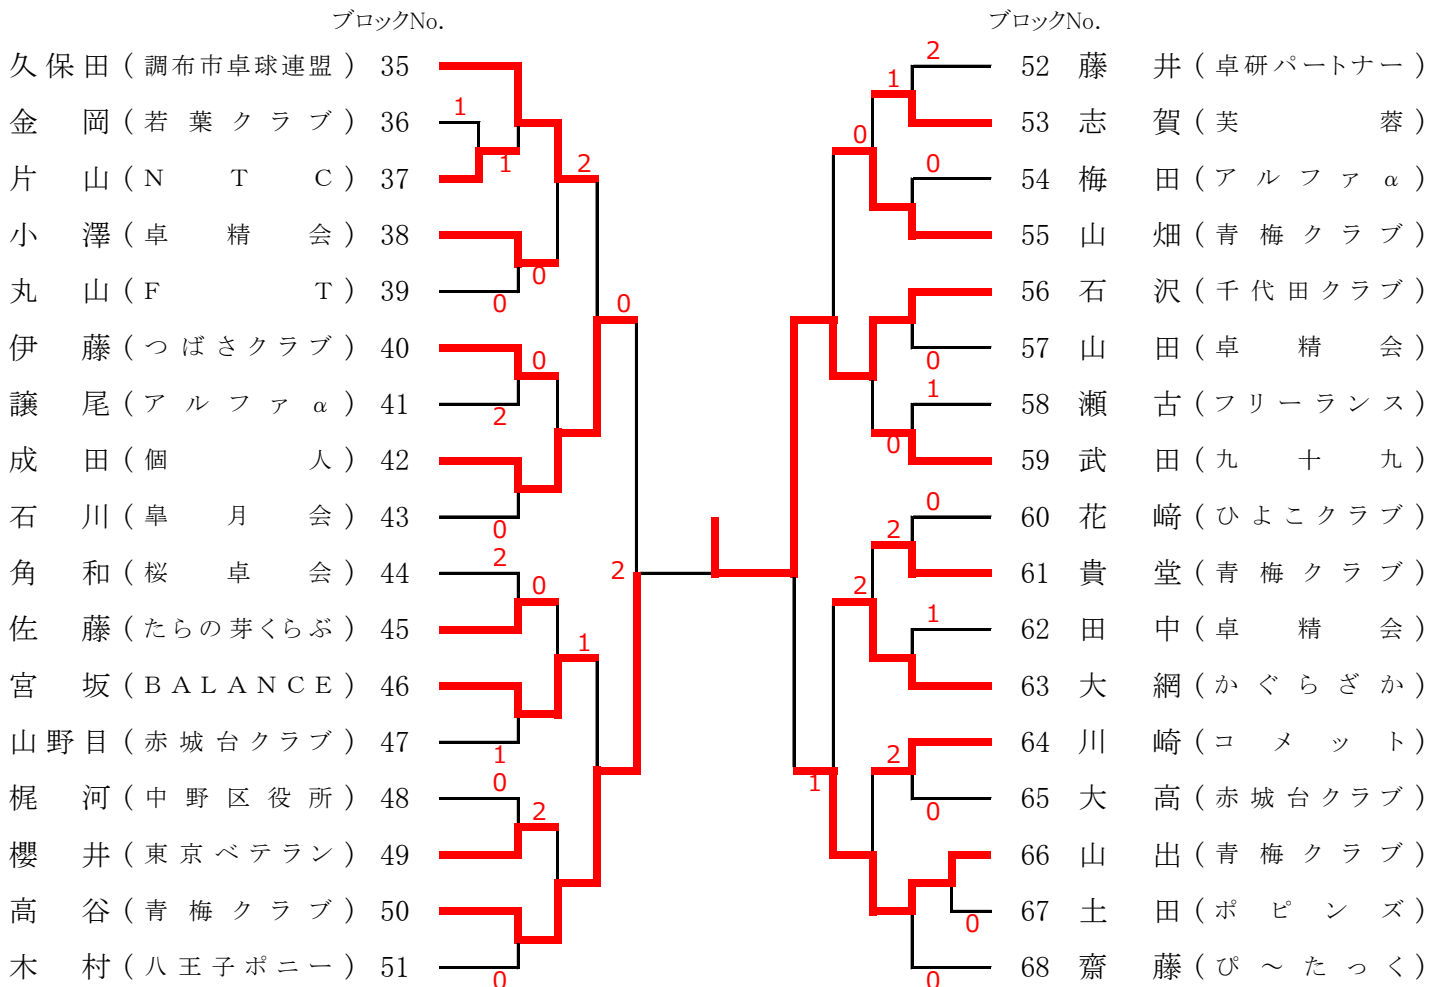 ブロックNo.
久保田 ( 調布市卓球連盟 ) 35
1
金岡 ( 若葉クラブ ) 36
1
2
片山 ( NTC ) 37
小澤 ( 卓精会 ) 38
0
丸山 ( FT ) 39
0
0
伊藤 ( つばさクラブ ) 40
0
譲尾 ( アルファα ) 41
2
成田 ( 個人 ) 42
石川 ( 皐月会 ) 43
0
2
角和 ( 桜卓会 ) 44
2
0
佐藤 ( たらの芽くらぶ ) 45
1
宮坂 ( BALANCE ) 46
山野目 ( 赤城台クラブ ) 47
1
0
梶河 ( 中野区役所 ) 48
2
櫻井 ( 東京ベテラン ) 49
高谷 ( 青梅クラブ ) 50
木村 ( 八王子ポニー ) 51
0
ブロックNo.
2
52 藤井 ( 卓研パートナー )
1
53 志賀 ( 芙蓉 )
0
0
54 梅田 ( アルファα )
55 山畑 ( 青梅クラブ )
56 石沢 ( 千代田クラブ )
57 山田 ( 卓精会 )
0
1
58 瀬古 ( フリーランス )
0
59 武田 ( 九十九 )
0
60 花﨑 ( ひよこクラブ )
2
61 貴堂 ( 青梅クラブ )
2
1
62 田中 ( 卓精会 )
63 大網 ( かぐらざか )
64 川崎 ( コメット )
2
1
65 大高 ( 赤城台クラブ )
0
66 山出 ( 青梅クラブ )
67 土田 ( ポピンズ )
0
68 齋藤 ( ぴ～たっく )
0